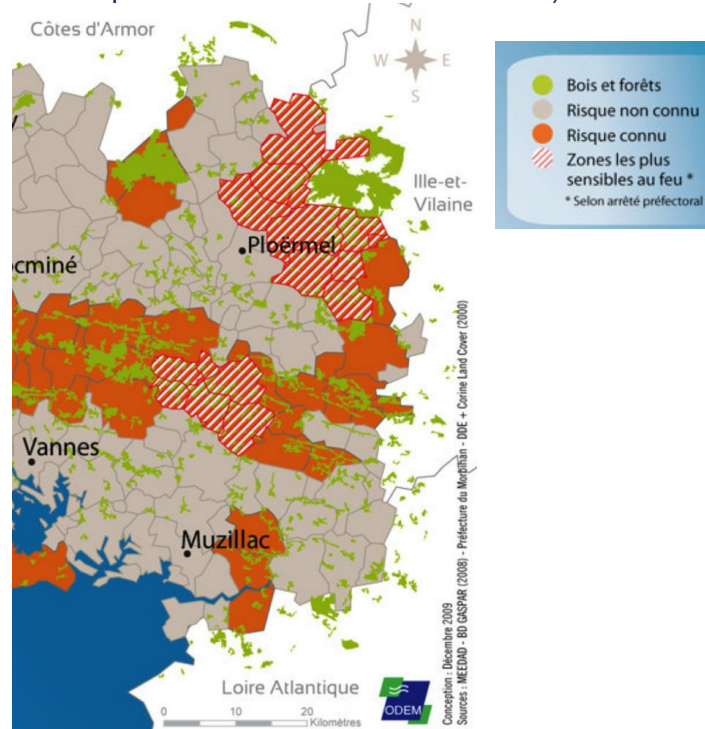 Côtes d'Armor
N
W E
S
Bois et forêts
Risque non connu
Risque connu
Zones les plus
sensibles au feu *
* Selon arrêté préfectoral
Ille-et-
Vilaine
Ploërmel
ocminé
Vannes
Muzillac
Loire Atlantique
ODEM
0 10 20
Kilomètres
Conception : Décembre 2009
Sources : MEEDAD - BD GASPAR (2008) - Préfecture du Morbihan - DDE + Corine Land Cover (2000)